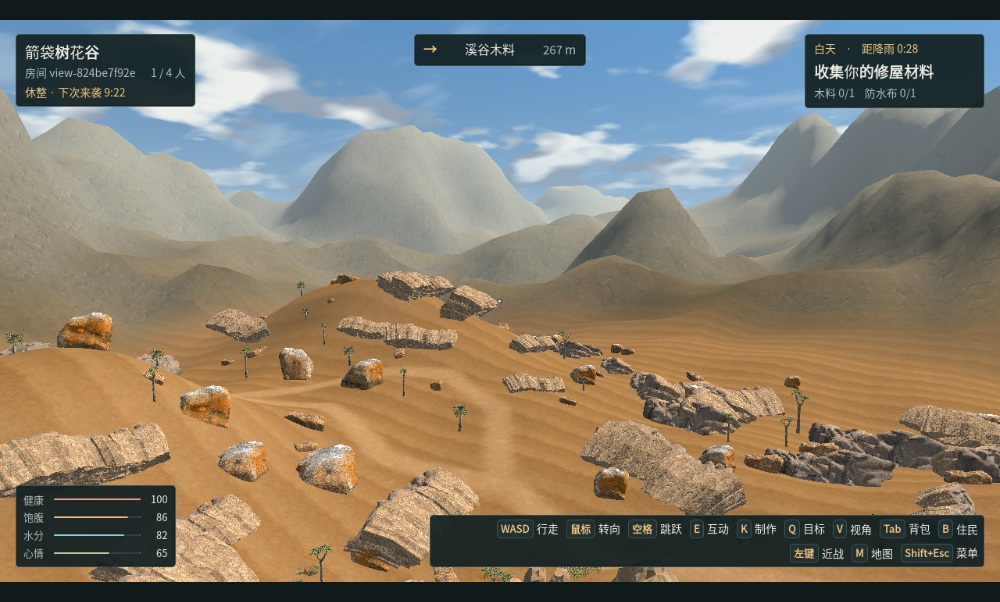 箭袋树花谷
房间 view-824be7f92e 1 / 4 人
休整 · 下次来袭 9:22
→ 溪谷木料 267 m
白天 · 距降雨 0:28
收集你的修屋材料
木料 0/1 防水布 0/1
健康 100
饱腹 86
水分 82
心情 65
WASD 行走 鼠标 转向 空格 跳跃 E 互动 K 制作 Q 目标 V 视角 Tab 背包 B 住民
左键 近战 M 地图 Shift+Esc 菜单